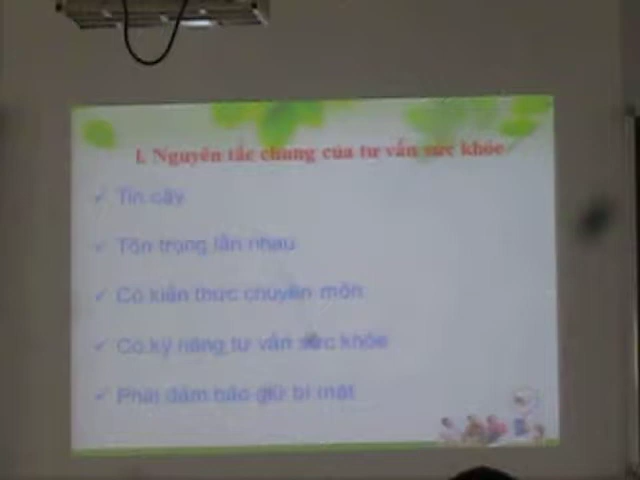 I. Nguyên tắc chung của tư vấn sức khỏe
Tin cậy
Tôn trọng lẫn nhau
Có kiến thức chuyên môn
Có kỹ năng tư vấn sức khỏe
Phải đảm bảo giữ bí mật